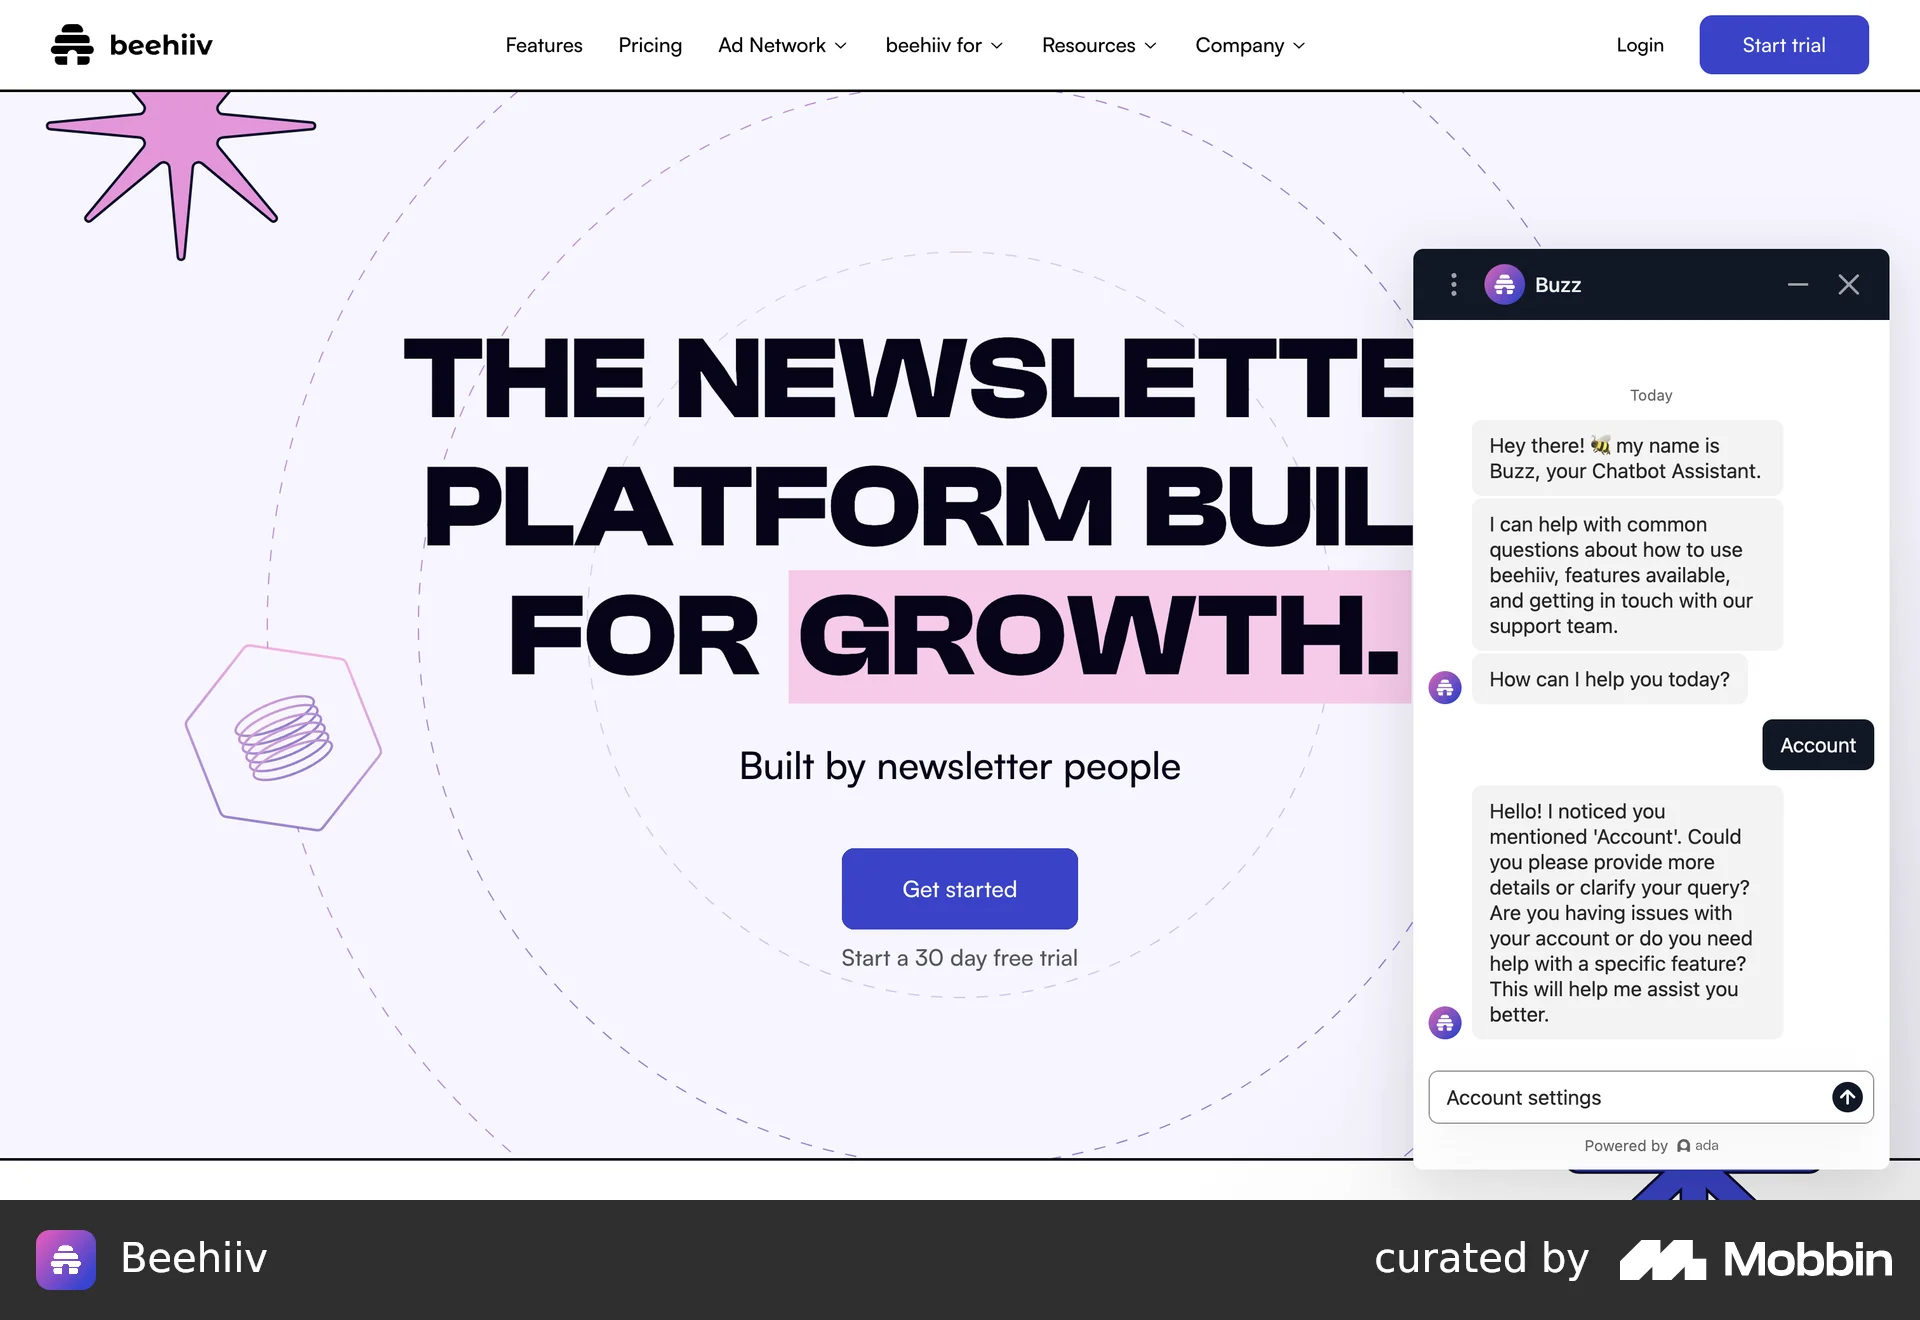 beehiiv
Features Pricing Ad Network beehiiv for Resources Company Login Start trial
THE NEWSLETTE
PLATFORM BUIL
FOR GROWTH.
Built by newsletter people
Get started
Start a 30 day free trial
Buzz
Today
Hey there! 🐝 my name is
Buzz, your Chatbot Assistant.
I can help with common
questions about how to use
beehiiv, features available,
and getting in touch with our
support team.
How can I help you today?
Account
Hello! I noticed you
mentioned 'Account'. Could
you please provide more
details or clarify your query?
Are you having issues with
your account or do you need
help with a specific feature?
This will help me assist you
better.
Account settings
Powered by ada
Beehiiv
curated by Mobbin